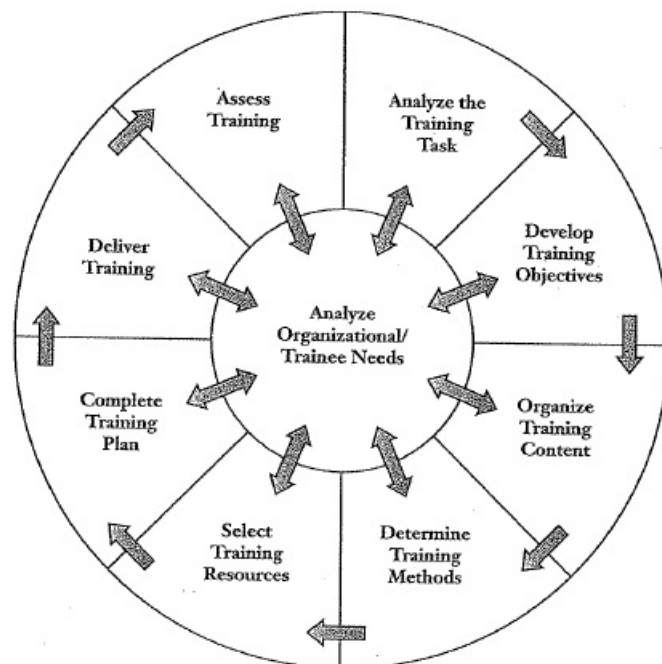 Assess
Training
Analyze the
Training
Task
Develop
Training
Objectives
Organize
Training
Content
Determine
Training
Methods
Select
Training
Resources
Complete
Training
Plan
Deliver
Training
Analyze
Organizational/
Trainee Needs